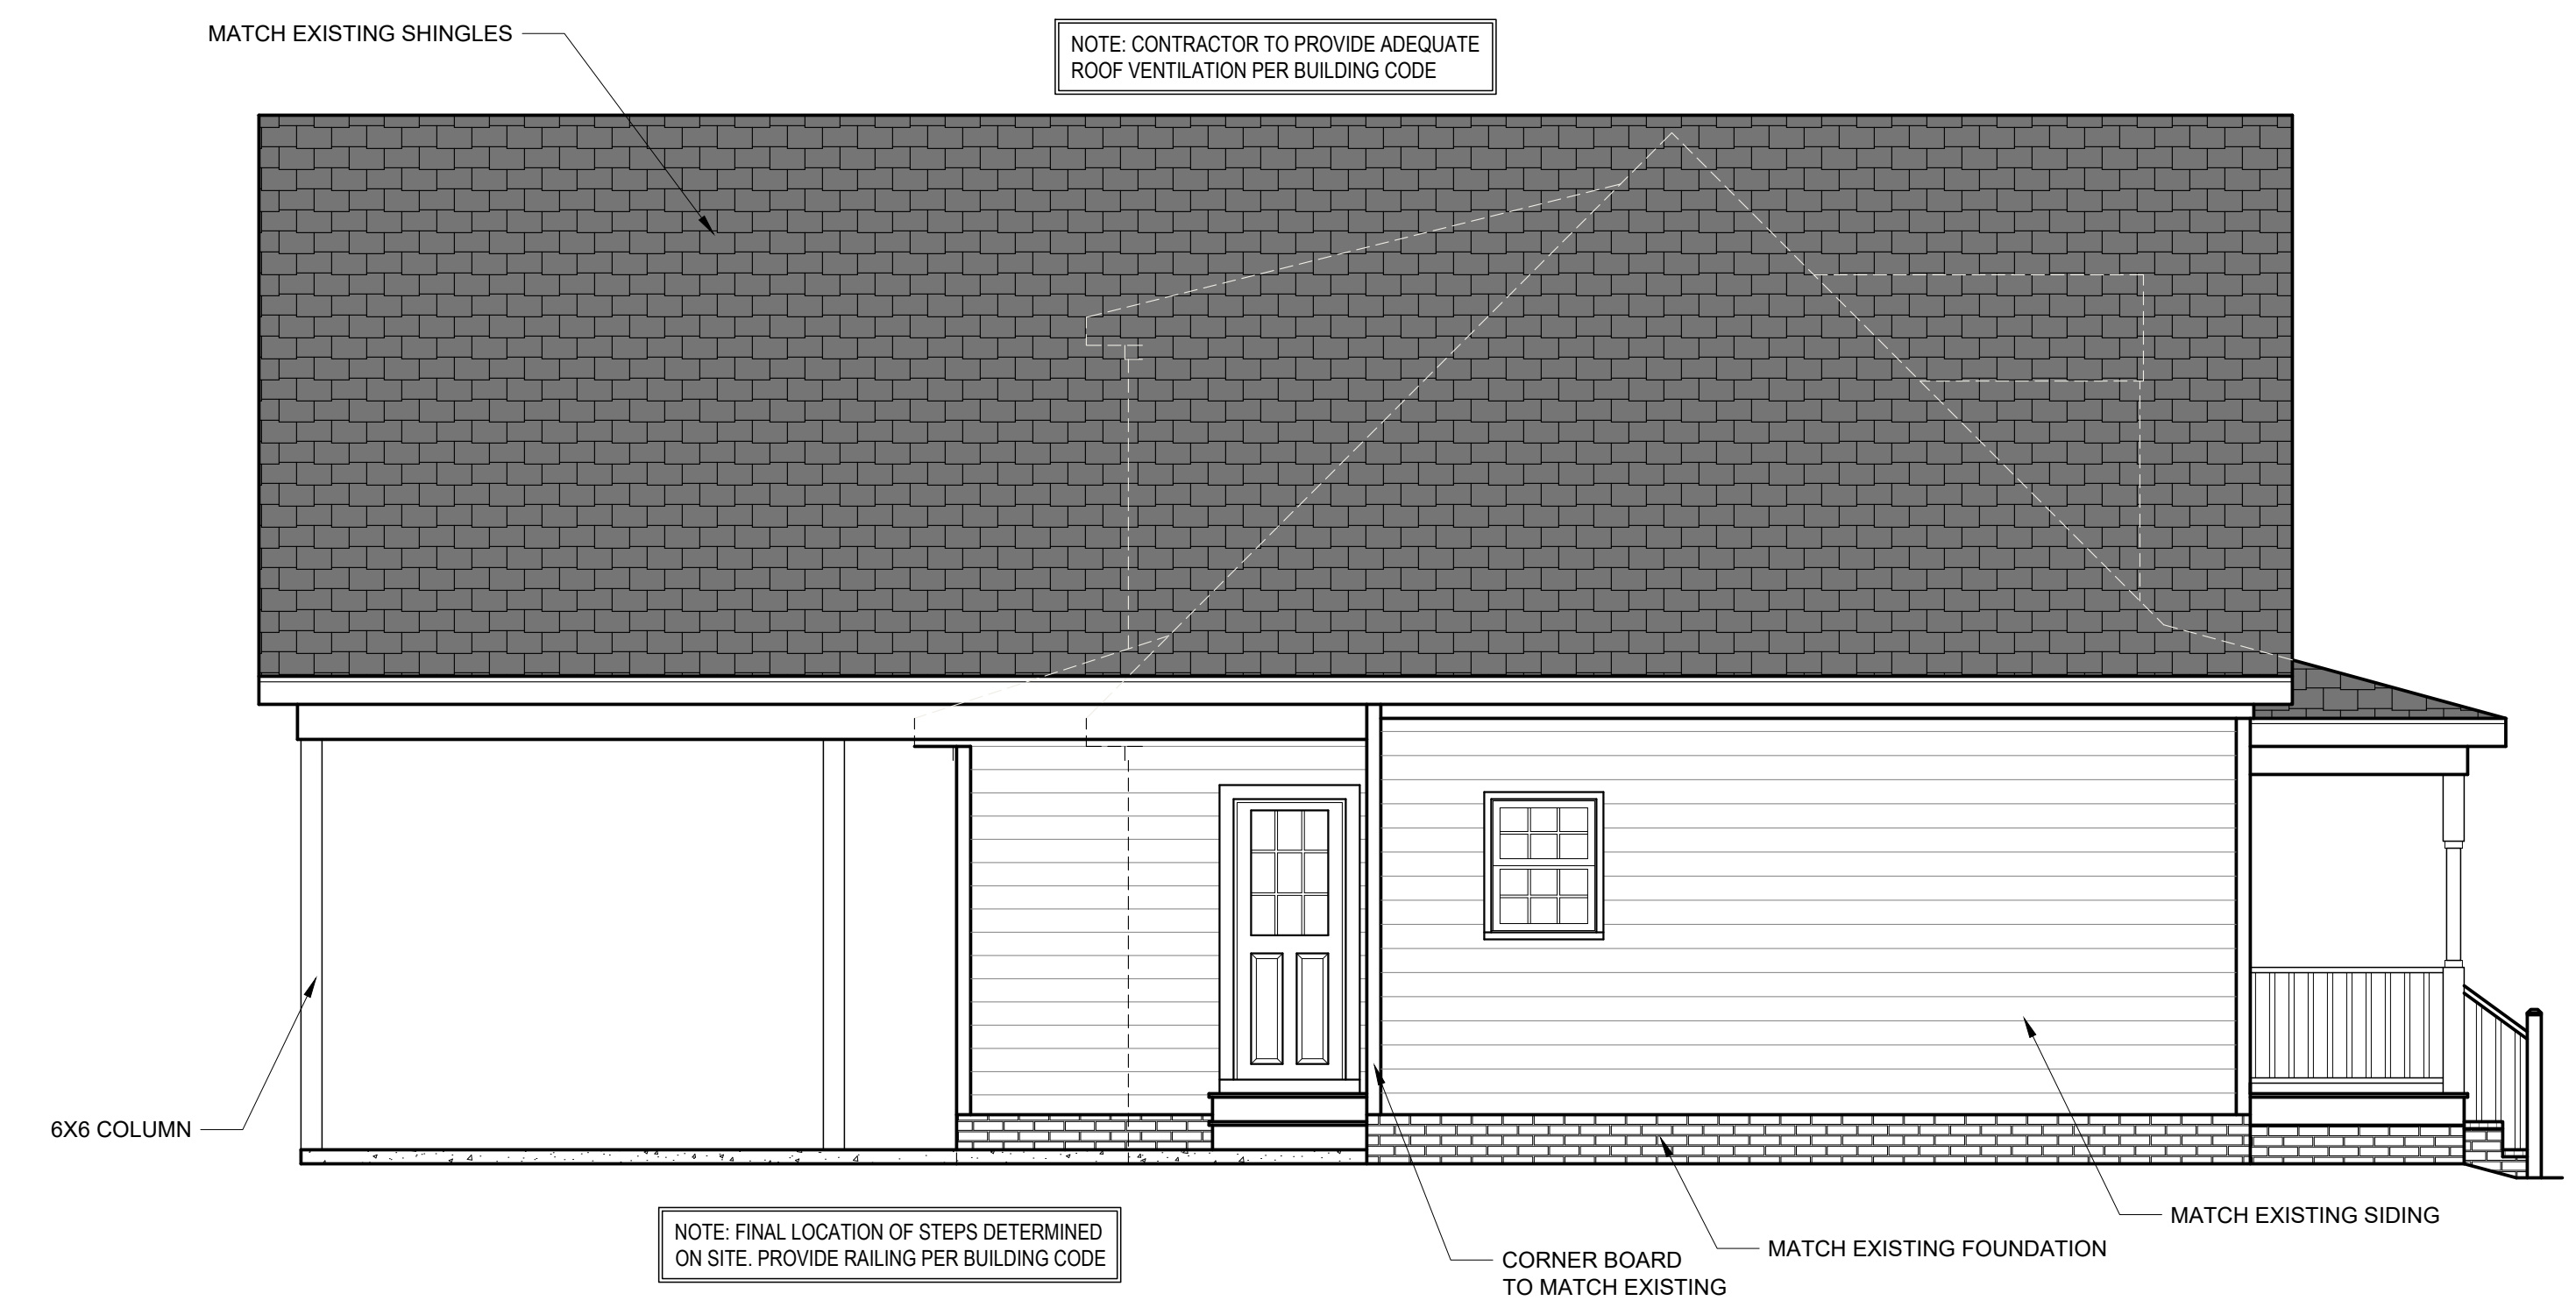 MATCH EXISTING SHINGLES
NOTE: CONTRACTOR TO PROVIDE ADEQUATE
ROOF VENTILATION PER BUILDING CODE
6X6 COLUMN
NOTE: FINAL LOCATION OF STEPS DETERMINED
ON SITE. PROVIDE RAILING PER BUILDING CODE
CORNER BOARD
TO MATCH EXISTING
MATCH EXISTING FOUNDATION
MATCH EXISTING SIDING